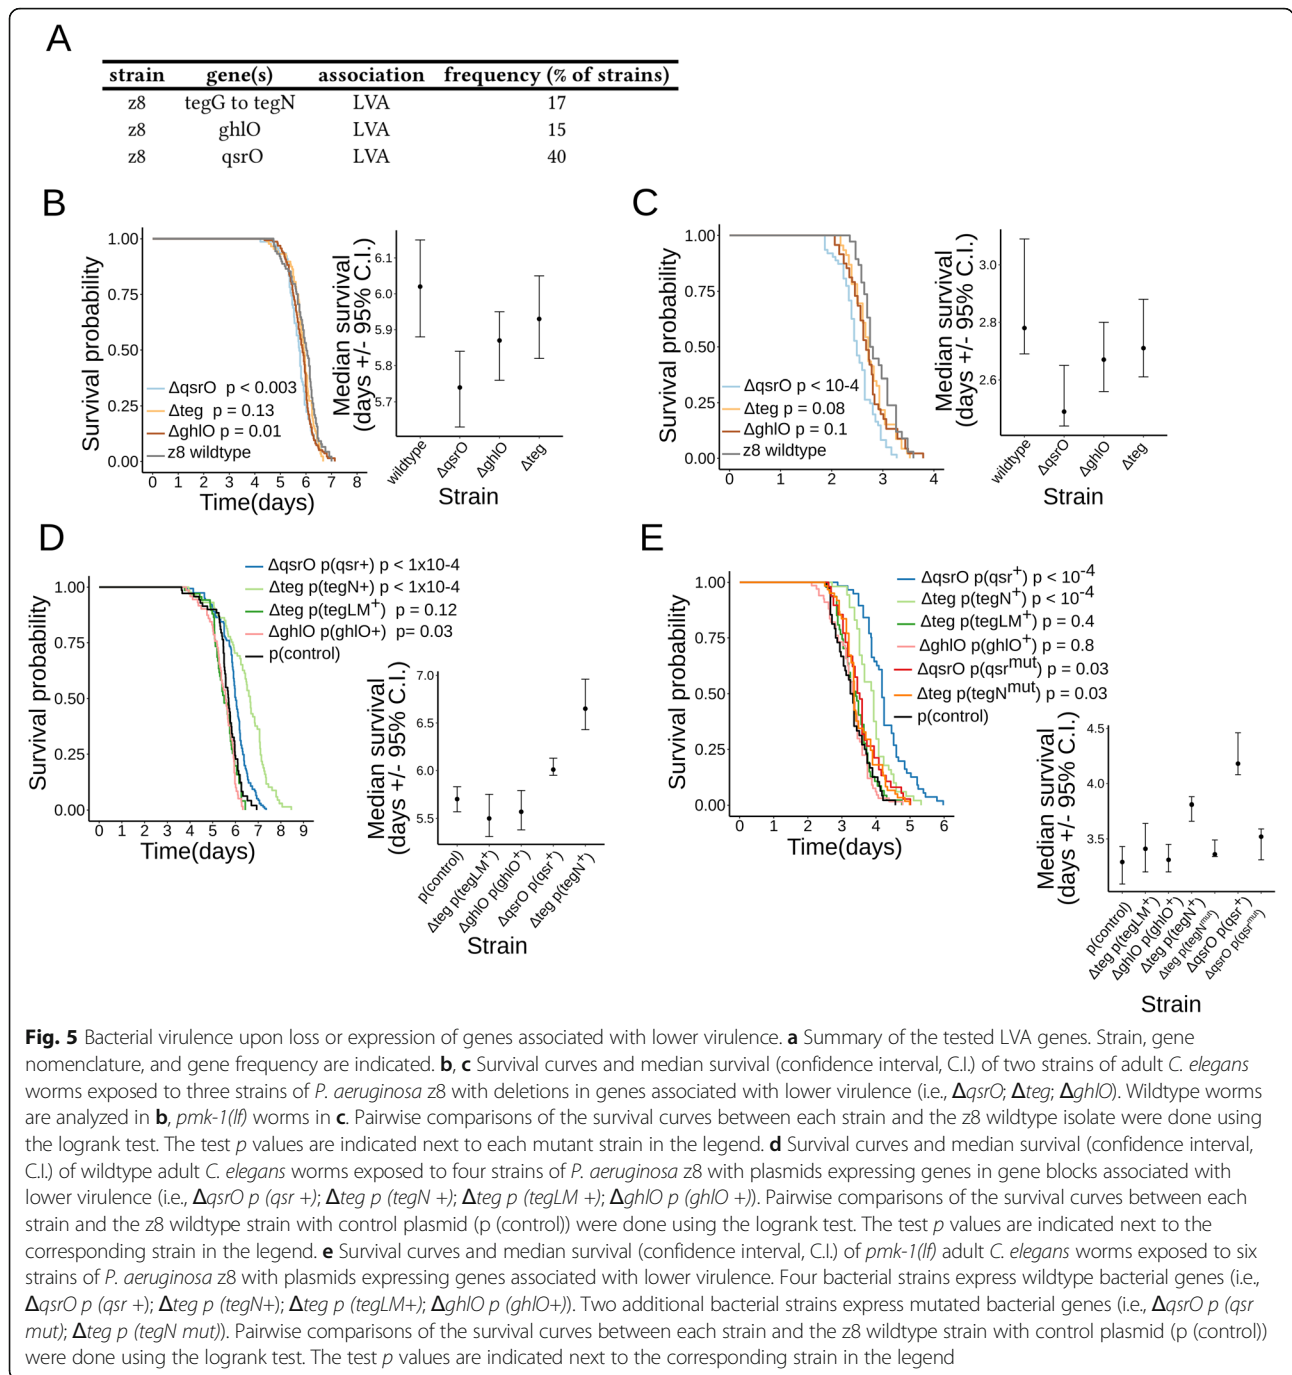 A
strain gene(s) association frequency (% of strains)
z8 tegG to tegN LVA 17
z8 ghlO LVA 15
z8 qsrO LVA 40
B
Survival probability
1.00
0.75
0.50
0.25
0.00
ΔqsrO p < 0.003
Δteg p = 0.13
ΔghlO p = 0.01
z8 wildtype
0 1 2 3 4 5 6 7 8
Time(days)
Median survival
(days +/- 95% C.I.)
6.1
6.0
5.9
5.8
5.7
wildtype
ΔqsrO
ΔghlO
Δteg
Strain
C
Survival probability
1.00
0.75
0.50
0.25
0.00
ΔqsrO p < 10-4
Δteg p = 0.08
ΔghlO p = 0.1
z8 wildtype
0 1 2 3 4
Time(days)
Median survival
(days +/- 95% C.I.)
3.0
2.8
2.6
wildtype
ΔqsrO
ΔghlO
Δteg
Strain
D
Survival probability
1.00
0.75
0.50
0.25
0.00
ΔqsrO p(qsr+) p < 1x10-4
Δteg p(tegN+) p < 1x10-4
Δteg p(tegLM+) p = 0.12
ΔghlO p(ghlO+) p= 0.03
p(control)
0 1 2 3 4 5 6 7 8 9
Time(days)
Median survival
(days +/- 95% C.I.)
7.0
6.5
6.0
5.5
p(control)
Δteg p(tegLM+)
ΔghlO p(ghlO+)
ΔqsrO p(qsr+)
Δteg p(tegN+)
Strain
E
Survival probability
1.00
0.75
0.50
0.25
0.00
ΔqsrO p(qsr+) p < 10-4
Δteg p(tegN+) p < 10-4
Δteg p(tegLM+) p = 0.4
ΔghlO p(ghlO+) p = 0.8
ΔqsrO p(qsrmut) p = 0.03
Δteg p(tegNmut) p = 0.03
p(control)
0 1 2 3 4 5 6
Time(days)
Median survival
(days +/- 95% C.I.)
4.5
4.0
3.5
p(control)
Δteg p(tegLM+)
ΔghlO p(ghlO+)
Δteg p(tegN+)
Δteg p(tegNmut)
ΔqsrO p(qsr+)
ΔqsrO p(qsrmut)
Strain
Fig. 5 Bacterial virulence upon loss or expression of genes associated with lower virulence. a Summary of the tested LVA genes. Strain, gene
nomenclature, and gene frequency are indicated. b, c Survival curves and median survival (confidence interval, C.I.) of two strains of adult C. elegans
worms exposed to three strains of P. aeruginosa z8 with deletions in genes associated with lower virulence (i.e., ΔqsrO; Δteg; ΔghlO). Wildtype worms
are analyzed in b, pmk-1(lf) worms in c. Pairwise comparisons of the survival curves between each strain and the z8 wildtype isolate were done using
the logrank test. The test p values are indicated next to each mutant strain in the legend. d Survival curves and median survival (confidence interval,
C.I.) of wildtype adult C. elegans worms exposed to four strains of P. aeruginosa z8 with plasmids expressing genes in gene blocks associated with
lower virulence (i.e., ΔqsrO p (qsr +); Δteg p (tegN +); Δteg p (tegLM +); ΔghlO p (ghlO +)). Pairwise comparisons of the survival curves between each
strain and the z8 wildtype strain with control plasmid (p (control)) were done using the logrank test. The test p values are indicated next to the
corresponding strain in the legend. e Survival curves and median survival (confidence interval, C.I.) of pmk-1(lf) adult C. elegans worms exposed to six
strains of P. aeruginosa z8 with plasmids expressing genes associated with lower virulence. Four bacterial strains express wildtype bacterial genes (i.e.,
ΔqsrO p (qsr +); Δteg p (tegN+); Δteg p (tegLM+); ΔghlO p (ghlO+)). Two additional bacterial strains express mutated bacterial genes (i.e., ΔqsrO p (qsr
mut); Δteg p (tegN mut)). Pairwise comparisons of the survival curves between each strain and the z8 wildtype strain with control plasmid (p (control))
were done using the logrank test. The test p values are indicated next to the corresponding strain in the legend